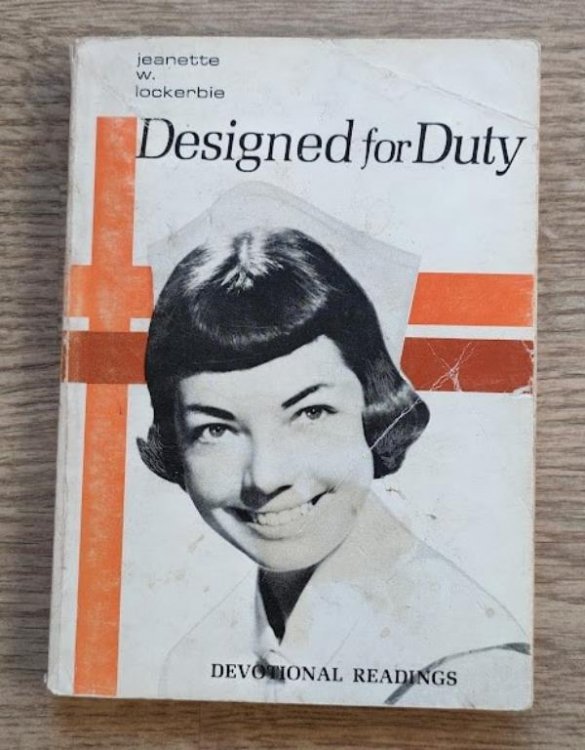 jeanette
w.
lockerbie
Designed for Duty
DEVOTIONAL READINGS